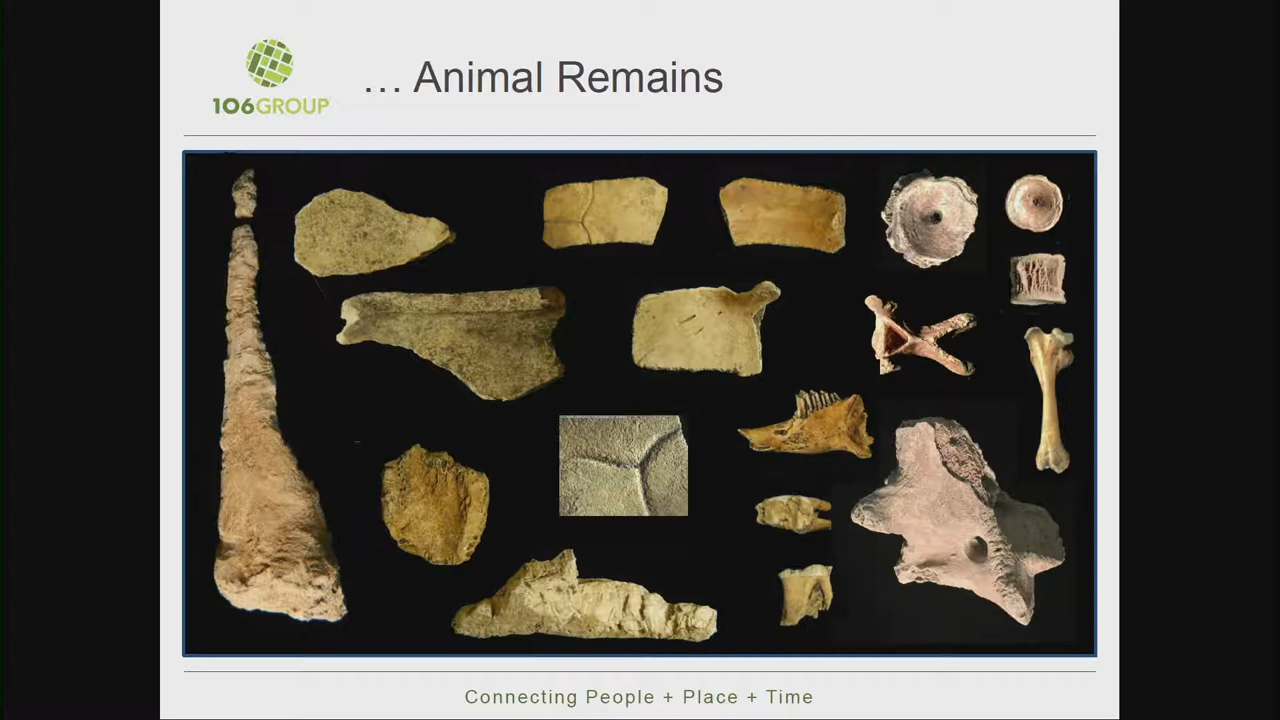 … Animal Remains
106GROUP
Connecting People + Place + Time